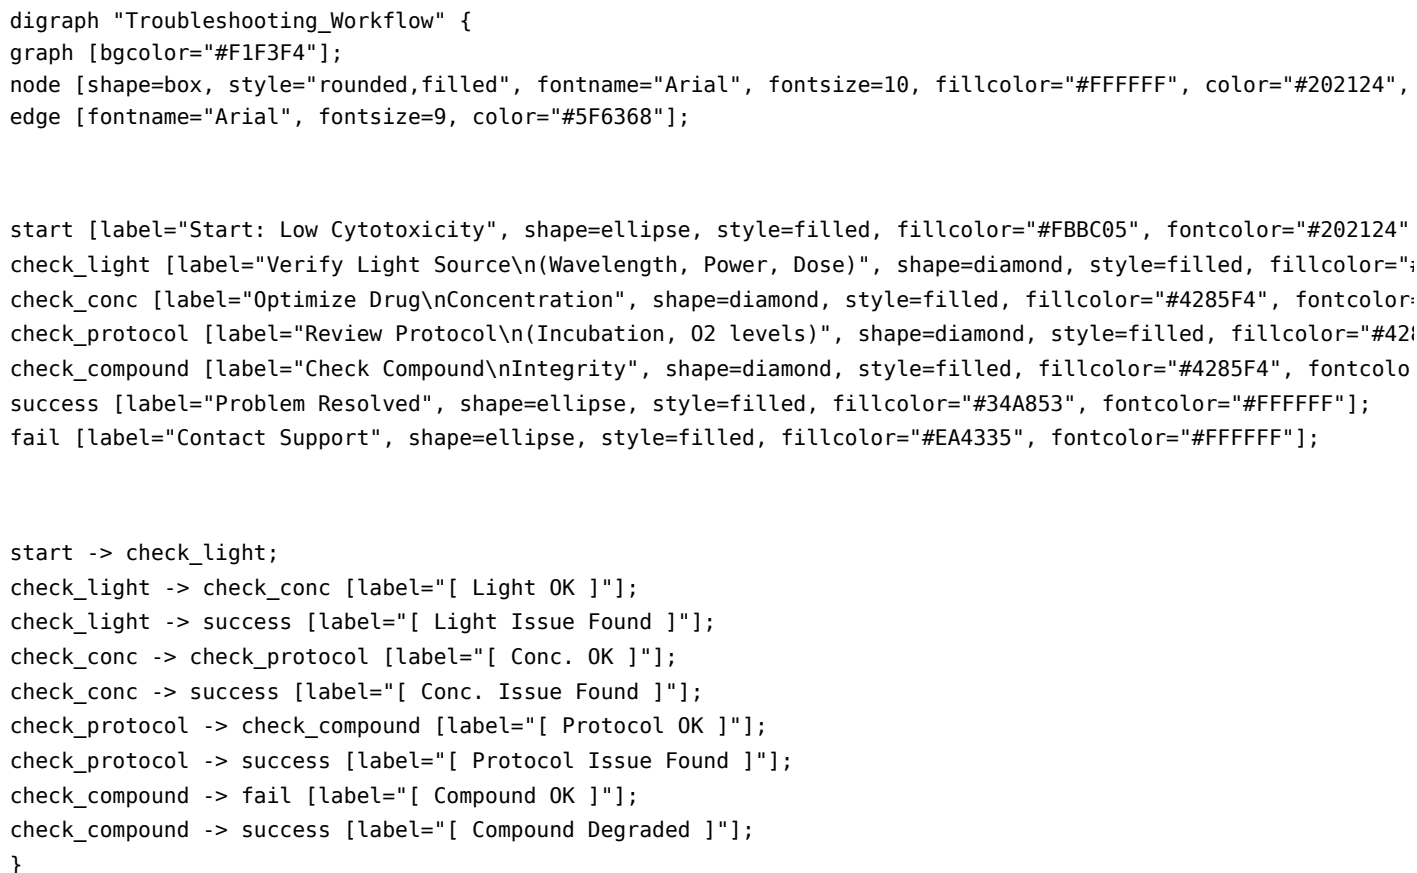 digraph "Troubleshooting_Workflow" {
graph [bgcolor="#F1F3F4"];
node [shape=box, style="rounded,filled", fontname="Arial", fontsize=10, fillcolor="#FFFFFF", color="#202124",
edge [fontname="Arial", fontsize=9, color="#5F6368"];
start [label="Start: Low Cytotoxicity", shape=ellipse, style=filled, fillcolor="#FBBC05", fontcolor="#202124"
check_light [label="Verify Light Source\n(Wavelength, Power, Dose)", shape=diamond, style=filled, fillcolor="#
check_conc [label="Optimize Drug\nConcentration", shape=diamond, style=filled, fillcolor="#4285F4", fontcolor=
check_protocol [label="Review Protocol\n(Incubation, O2 levels)", shape=diamond, style=filled, fillcolor="#428
check_compound [label="Check Compound\nIntegrity", shape=diamond, style=filled, fillcolor="#4285F4", fontcolo
success [label="Problem Resolved", shape=ellipse, style=filled, fillcolor="#34A853", fontcolor="#FFFFFF"];
fail [label="Contact Support", shape=ellipse, style=filled, fillcolor="#EA4335", fontcolor="#FFFFFF"];
start -> check_light;
check_light -> check_conc [label="[ Light OK ]"];
check_light -> success [label="[ Light Issue Found ]"];
check_conc -> check_protocol [label="[ Conc. OK ]"];
check_conc -> success [label="[ Conc. Issue Found ]"];
check_protocol -> check_compound [label="[ Protocol OK ]"];
check_protocol -> success [label="[ Protocol Issue Found ]"];
check_compound -> fail [label="[ Compound OK ]"];
check_compound -> success [label="[ Compound Degraded ]"];
}